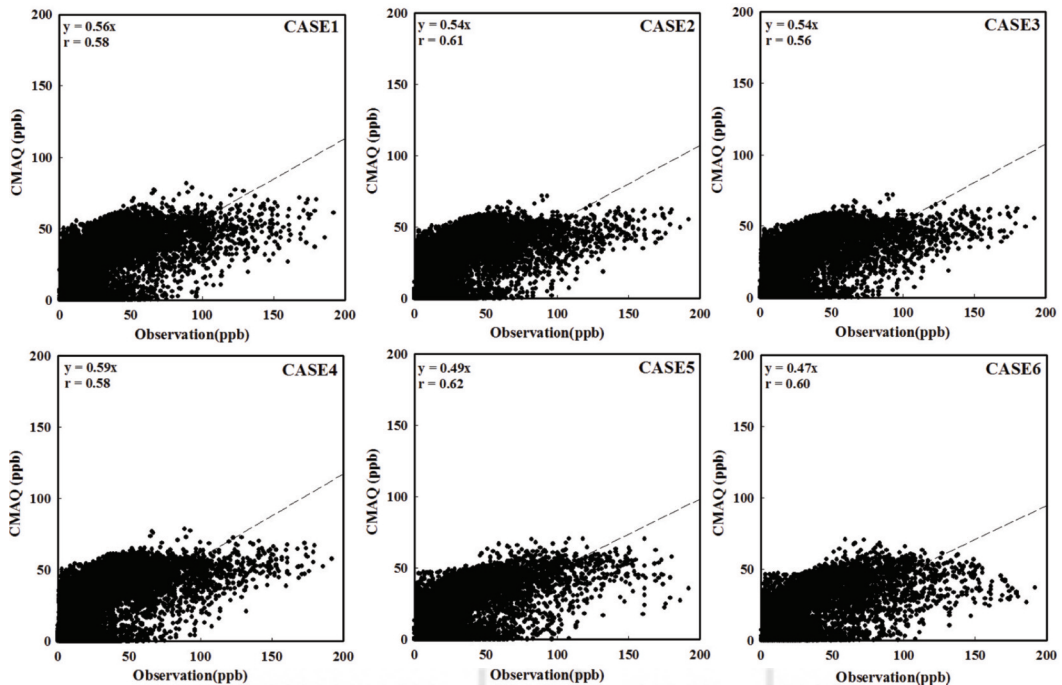 200
y = 0.56x
r = 0.58
CASE1
150
100
50
0
CMAQ (ppb)
0 50 100 150 200
Observation(ppb)
200
y = 0.54x
r = 0.61
CASE2
150
100
50
0
CMAQ (ppb)
0 50 100 150 200
Observation(ppb)
200
y = 0.54x
r = 0.56
CASE3
150
100
50
0
CMAQ (ppb)
0 50 100 150 200
Observation(ppb)
200
y = 0.59x
r = 0.58
CASE4
150
100
50
0
CMAQ (ppb)
0 50 100 150 200
Observation(ppb)
200
y = 0.49x
r = 0.62
CASE5
150
100
50
0
CMAQ (ppb)
0 50 100 150 200
Observation(ppb)
200
y = 0.47x
r = 0.60
CASE6
150
100
50
0
CMAQ (ppb)
0 50 100 150 200
Observation(ppb)